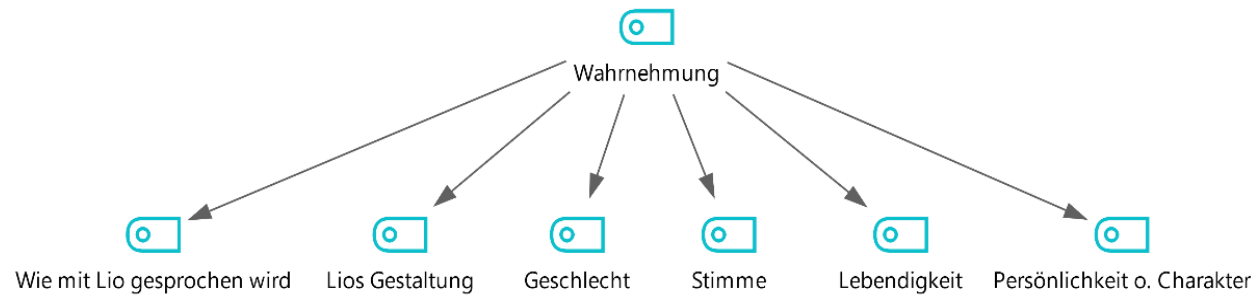 Wahrnehmung
Wie mit Lio gesprochen wird
Lios Gestaltung
Geschlecht
Stimme
Lebendigkeit
Persönlichkeit o. Charakter